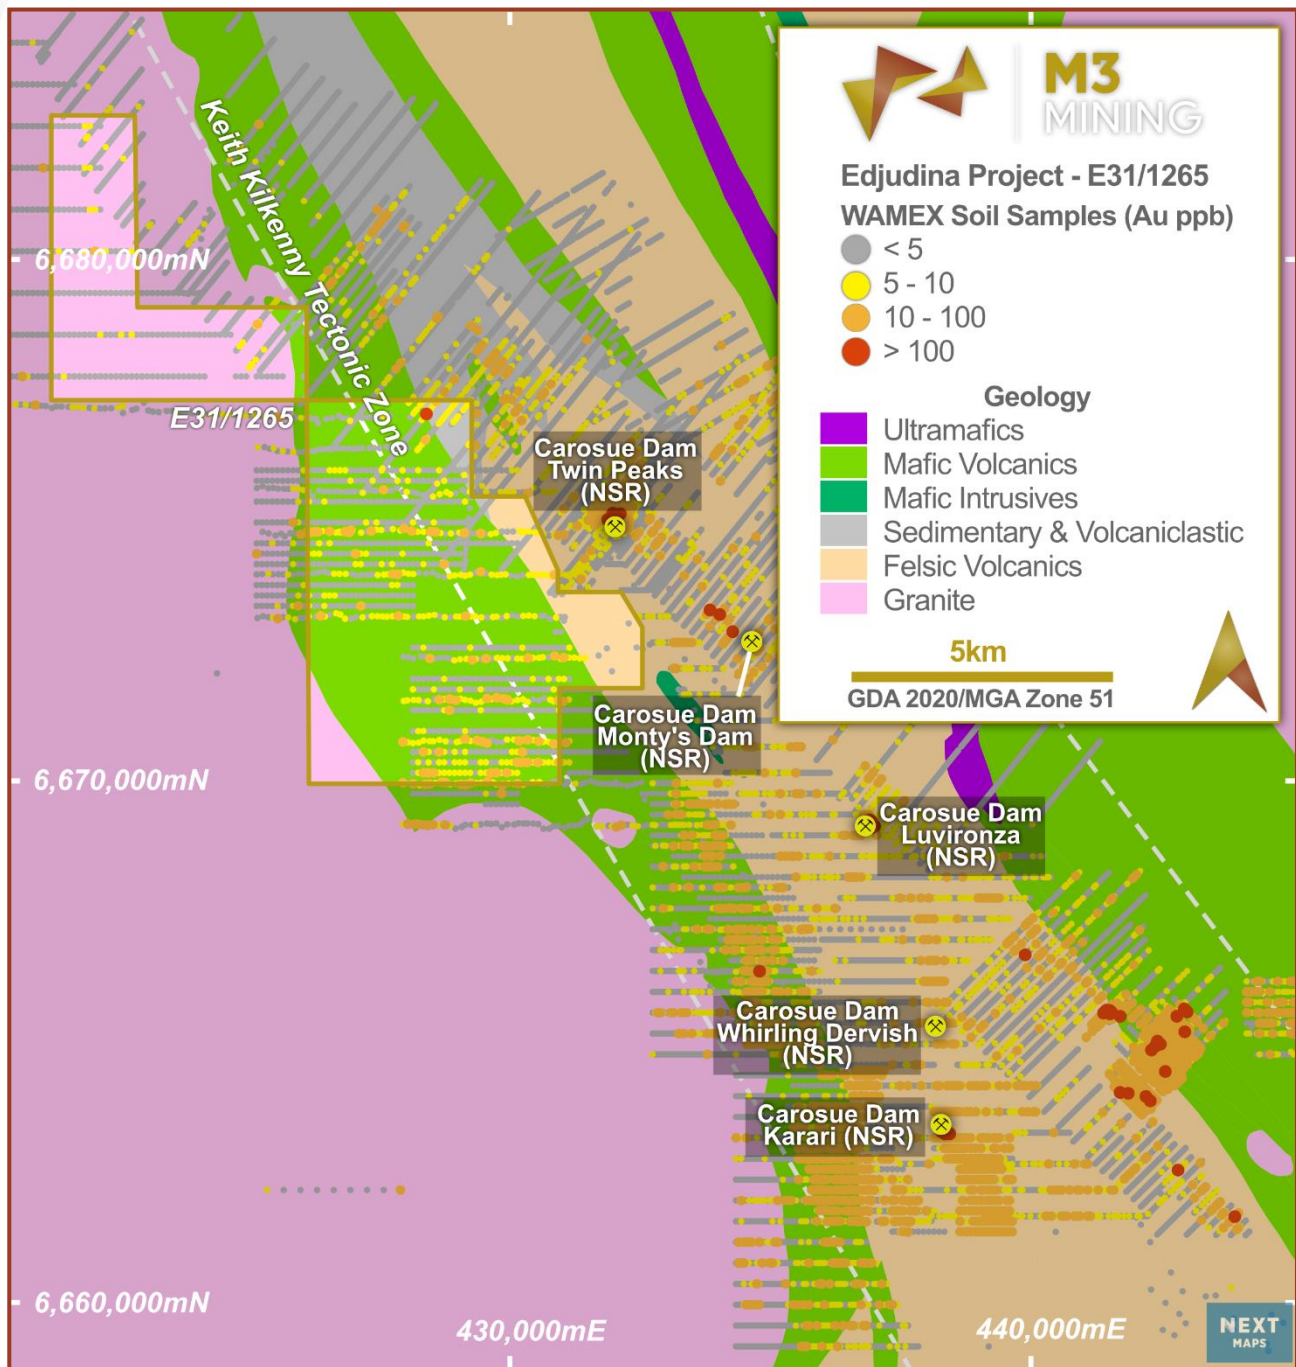 M3
MINING
Edjudina Project - E31/1265
WAMEX Soil Samples (Au ppb)
< 5
5 - 10
10 - 100
> 100
Geology
Ultramafics
Mafic Volcanics
Mafic Intrusives
Sedimentary & Volcaniclastic
Felsic Volcanics
Granite
5km
GDA 2020/MGA Zone 51
Keith Kilkenny Tectonic Zone
6,680,000mN
E31/1265
Carosue Dam
Twin Peaks
(NSR)
Carosue Dam
Monty's Dam
(NSR)
6,670,000mN
Carosue Dam
Luvironza
(NSR)
Carosue Dam
Whirling Dervish
(NSR)
Carosue Dam
Karari (NSR)
6,660,000mN
430,000mE
440,000mE
NEXT
MAPS